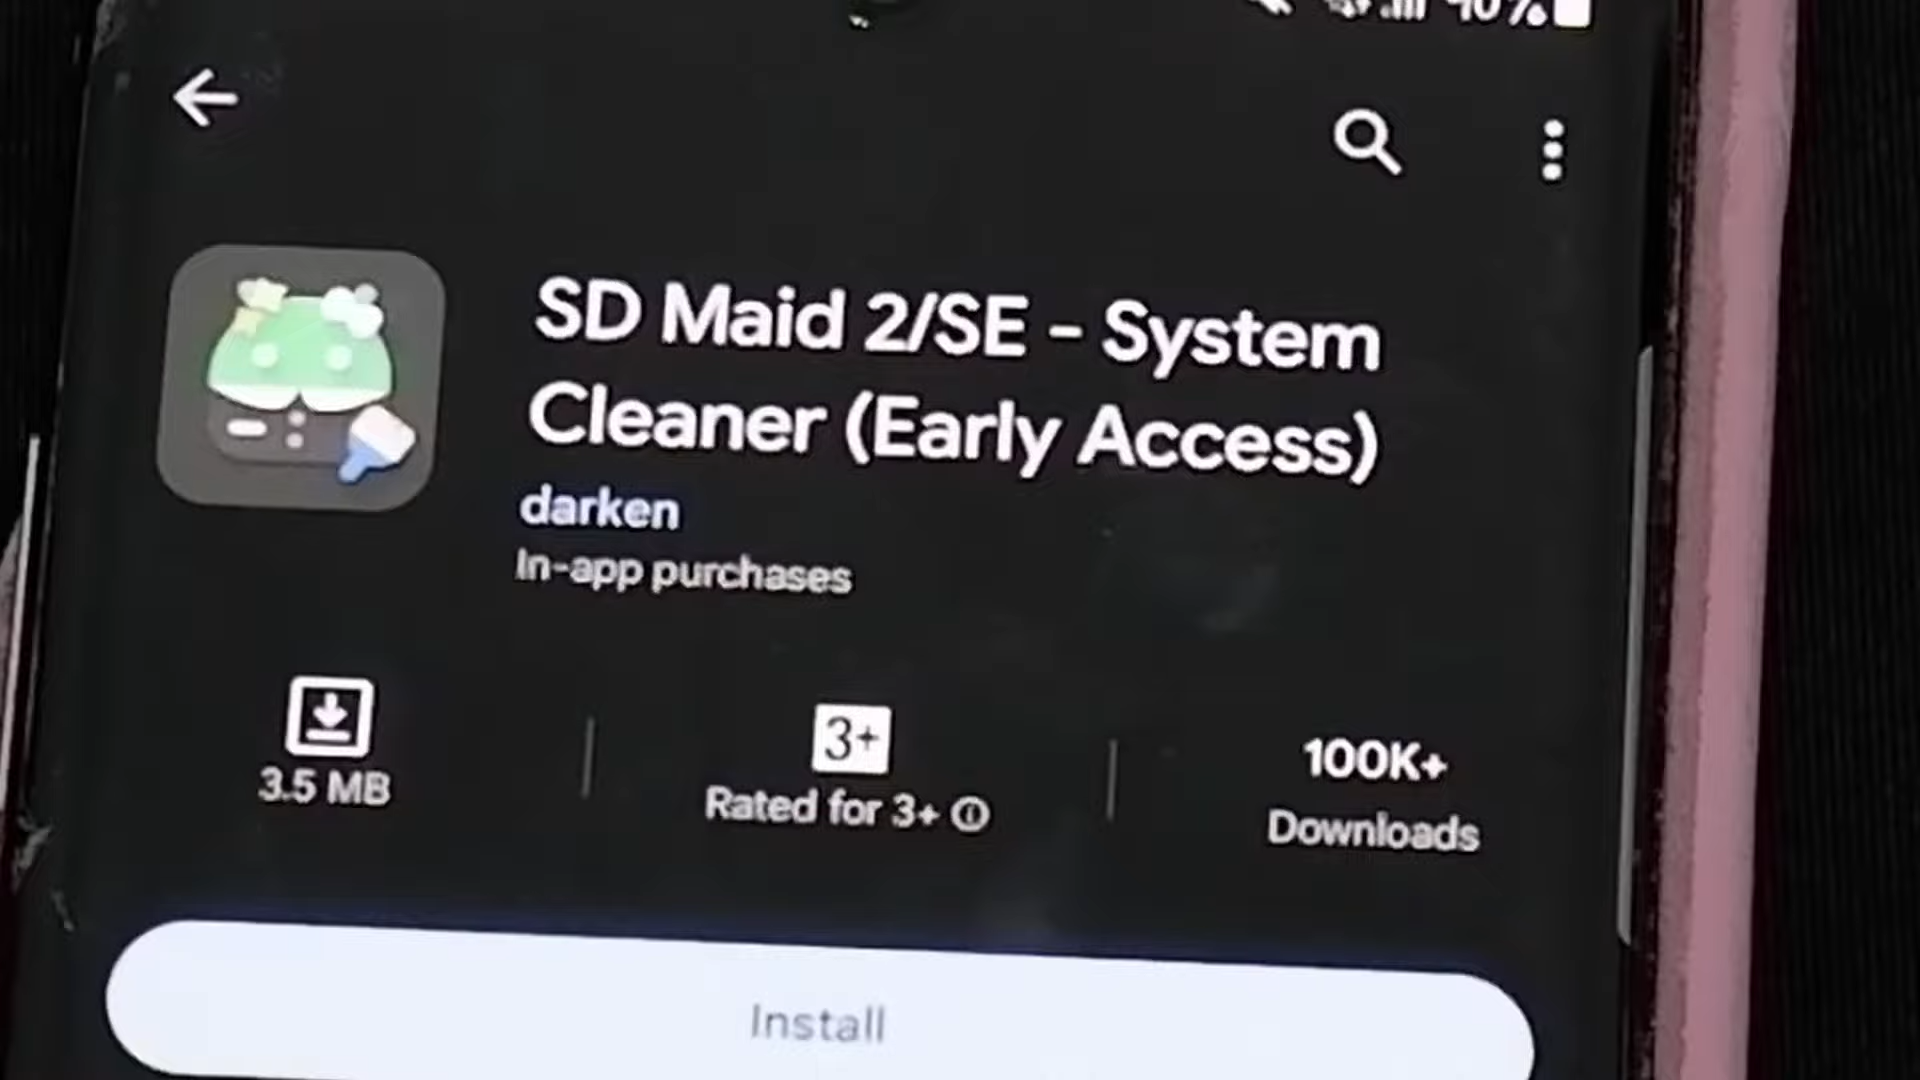 SD Maid 2/SE - System
Cleaner (Early Access)
darken
In-app purchases
3.5 MB
3+
Rated for 3+
100K+
Downloads
Install